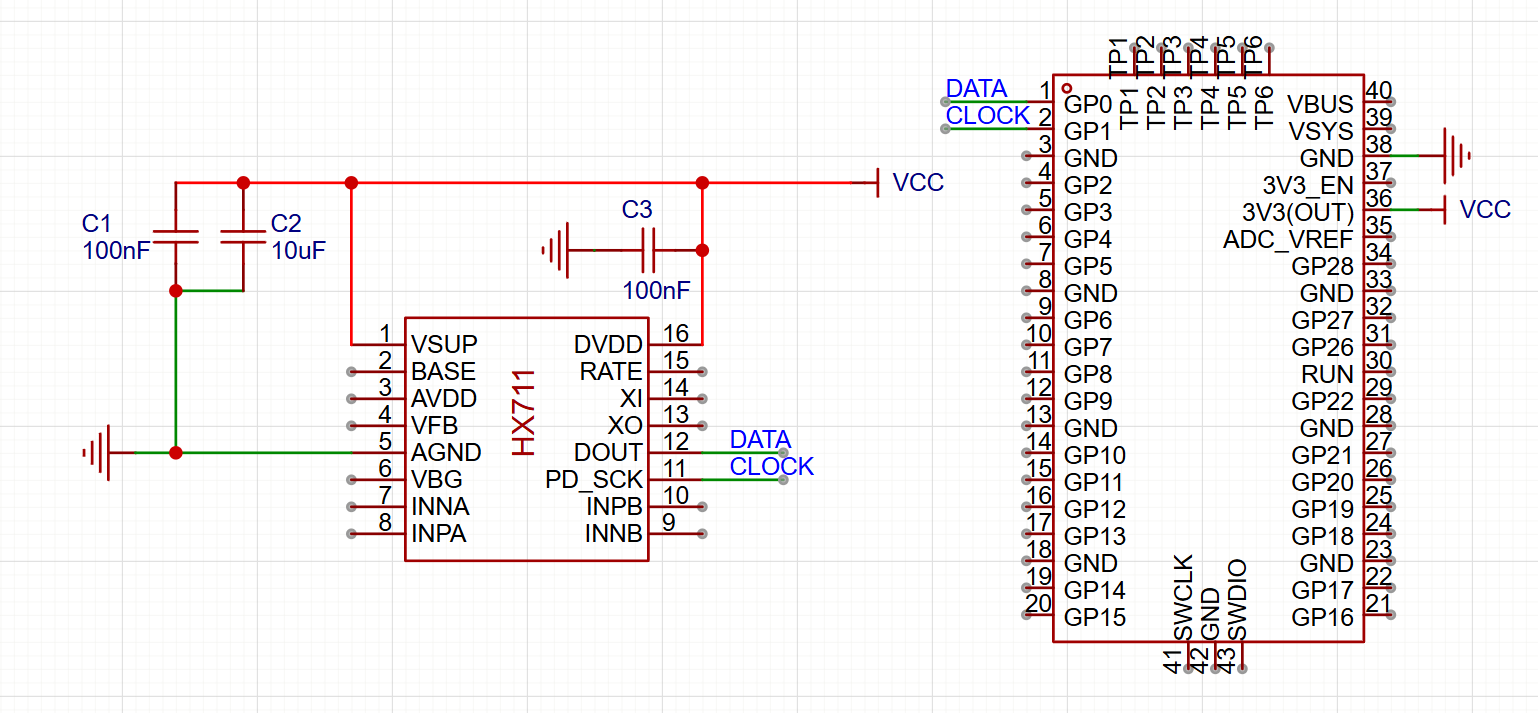 VCC
C1
100nF
C2
10uF
C3
100nF
HX711
1 VSUP
2 BASE
3 AVDD
4 VFB
5 AGND
6 VBG
7 INNA
8 INPA
DVDD 16
RATE 15
XI 14
XO 13
DOUT 12 DATA
PD_SCK 11 CLOCK
INPB 10
INNB 9
TP1 TP2 TP3 TP4 TP5 TP6
TP1 TP2 TP3 TP4 TP5 TP6
DATA 1 GP0
CLOCK 2 GP1
3 GND
4 GP2
5 GP3
6 GP4
7 GP5
8 GND
9 GP6
10 GP7
11 GP8
12 GP9
13 GND
14 GP10
15 GP11
16 GP12
17 GP13
18 GND
19 GP14
20 GP15
VBUS 40
VSYS 39
GND 38
3V3_EN 37
3V3(OUT) 36 VCC
ADC_VREF 35
GP28 34
GND 33
GP27 32
GP26 31
RUN 30
GP22 29
GND 28
GP21 27
GP20 26
GP19 25
GP18 24
GND 23
GP17 22
GP16 21
SWCLK GND SWDIO
41 42 43